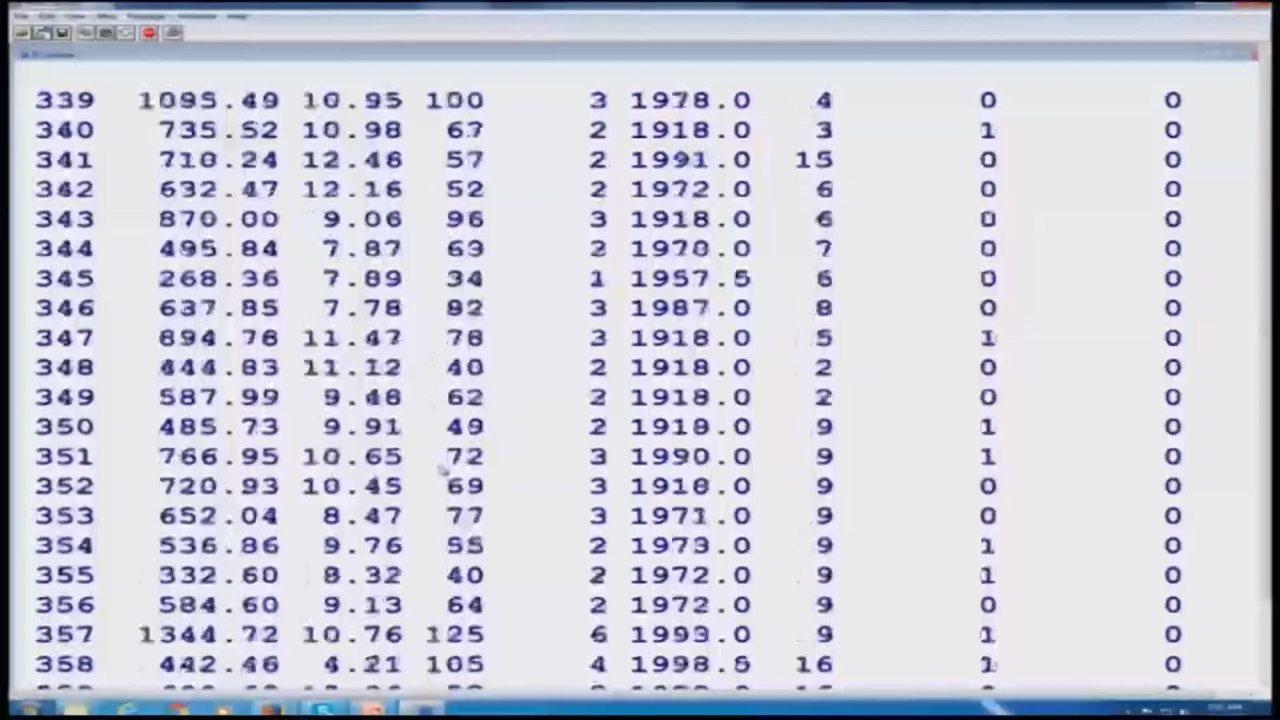 File Edit View Misc Packages Windows Help
339 1095.49 10.95 100 3 1978.0 4 0 0
340 735.52 10.98 67 2 1918.0 3 1 0
341 710.24 12.46 57 2 1991.0 15 0 0
342 632.47 12.16 52 2 1972.0 6 0 0
343 870.00 9.06 96 3 1918.0 6 0 0
344 495.84 7.87 63 2 1970.0 7 0 0
345 268.36 7.89 34 1 1957.5 6 0 0
346 637.85 7.78 82 3 1987.0 8 0 0
347 894.76 11.47 78 3 1918.0 5 1 0
348 444.83 11.12 40 2 1918.0 2 0 0
349 587.99 9.48 62 2 1918.0 2 0 0
350 485.73 9.91 49 2 1918.0 9 1 0
351 766.95 10.65 72 3 1990.0 9 1 0
352 720.93 10.45 69 3 1918.0 9 0 0
353 652.04 8.47 77 3 1971.0 9 0 0
354 536.86 9.76 55 2 1973.0 9 1 0
355 332.60 8.32 40 2 1972.0 9 1 0
356 584.60 9.13 64 2 1972.0 9 0 0
357 1344.72 10.76 125 6 1993.0 9 1 0
358 442.46 4.21 105 4 1998.5 16 1 0